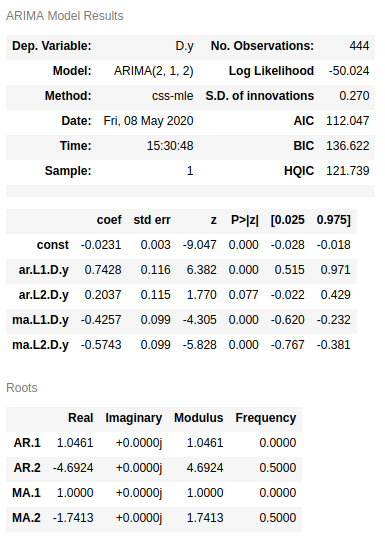 ARIMA Model Results
Dep. Variable: D.y No. Observations: 444
Model: ARIMA(2, 1, 2) Log Likelihood -50.024
Method: css-mle S.D. of innovations 0.270
Date: Fri, 08 May 2020 AIC 112.047
Time: 15:30:48 BIC 136.622
Sample: 1 HQIC 121.739
coef std err z P>|z| [0.025 0.975]
const -0.0231 0.003 -9.047 0.000 -0.028 -0.018
ar.L1.D.y 0.7428 0.116 6.382 0.000 0.515 0.971
ar.L2.D.y 0.2037 0.115 1.770 0.077 -0.022 0.429
ma.L1.D.y -0.4257 0.099 -4.305 0.000 -0.620 -0.232
ma.L2.D.y -0.5743 0.099 -5.828 0.000 -0.767 -0.381
Roots
Real Imaginary Modulus Frequency
AR.1 1.0461 +0.0000j 1.0461 0.0000
AR.2 -4.6924 +0.0000j 4.6924 0.5000
MA.1 1.0000 +0.0000j 1.0000 0.0000
MA.2 -1.7413 +0.0000j 1.7413 0.5000